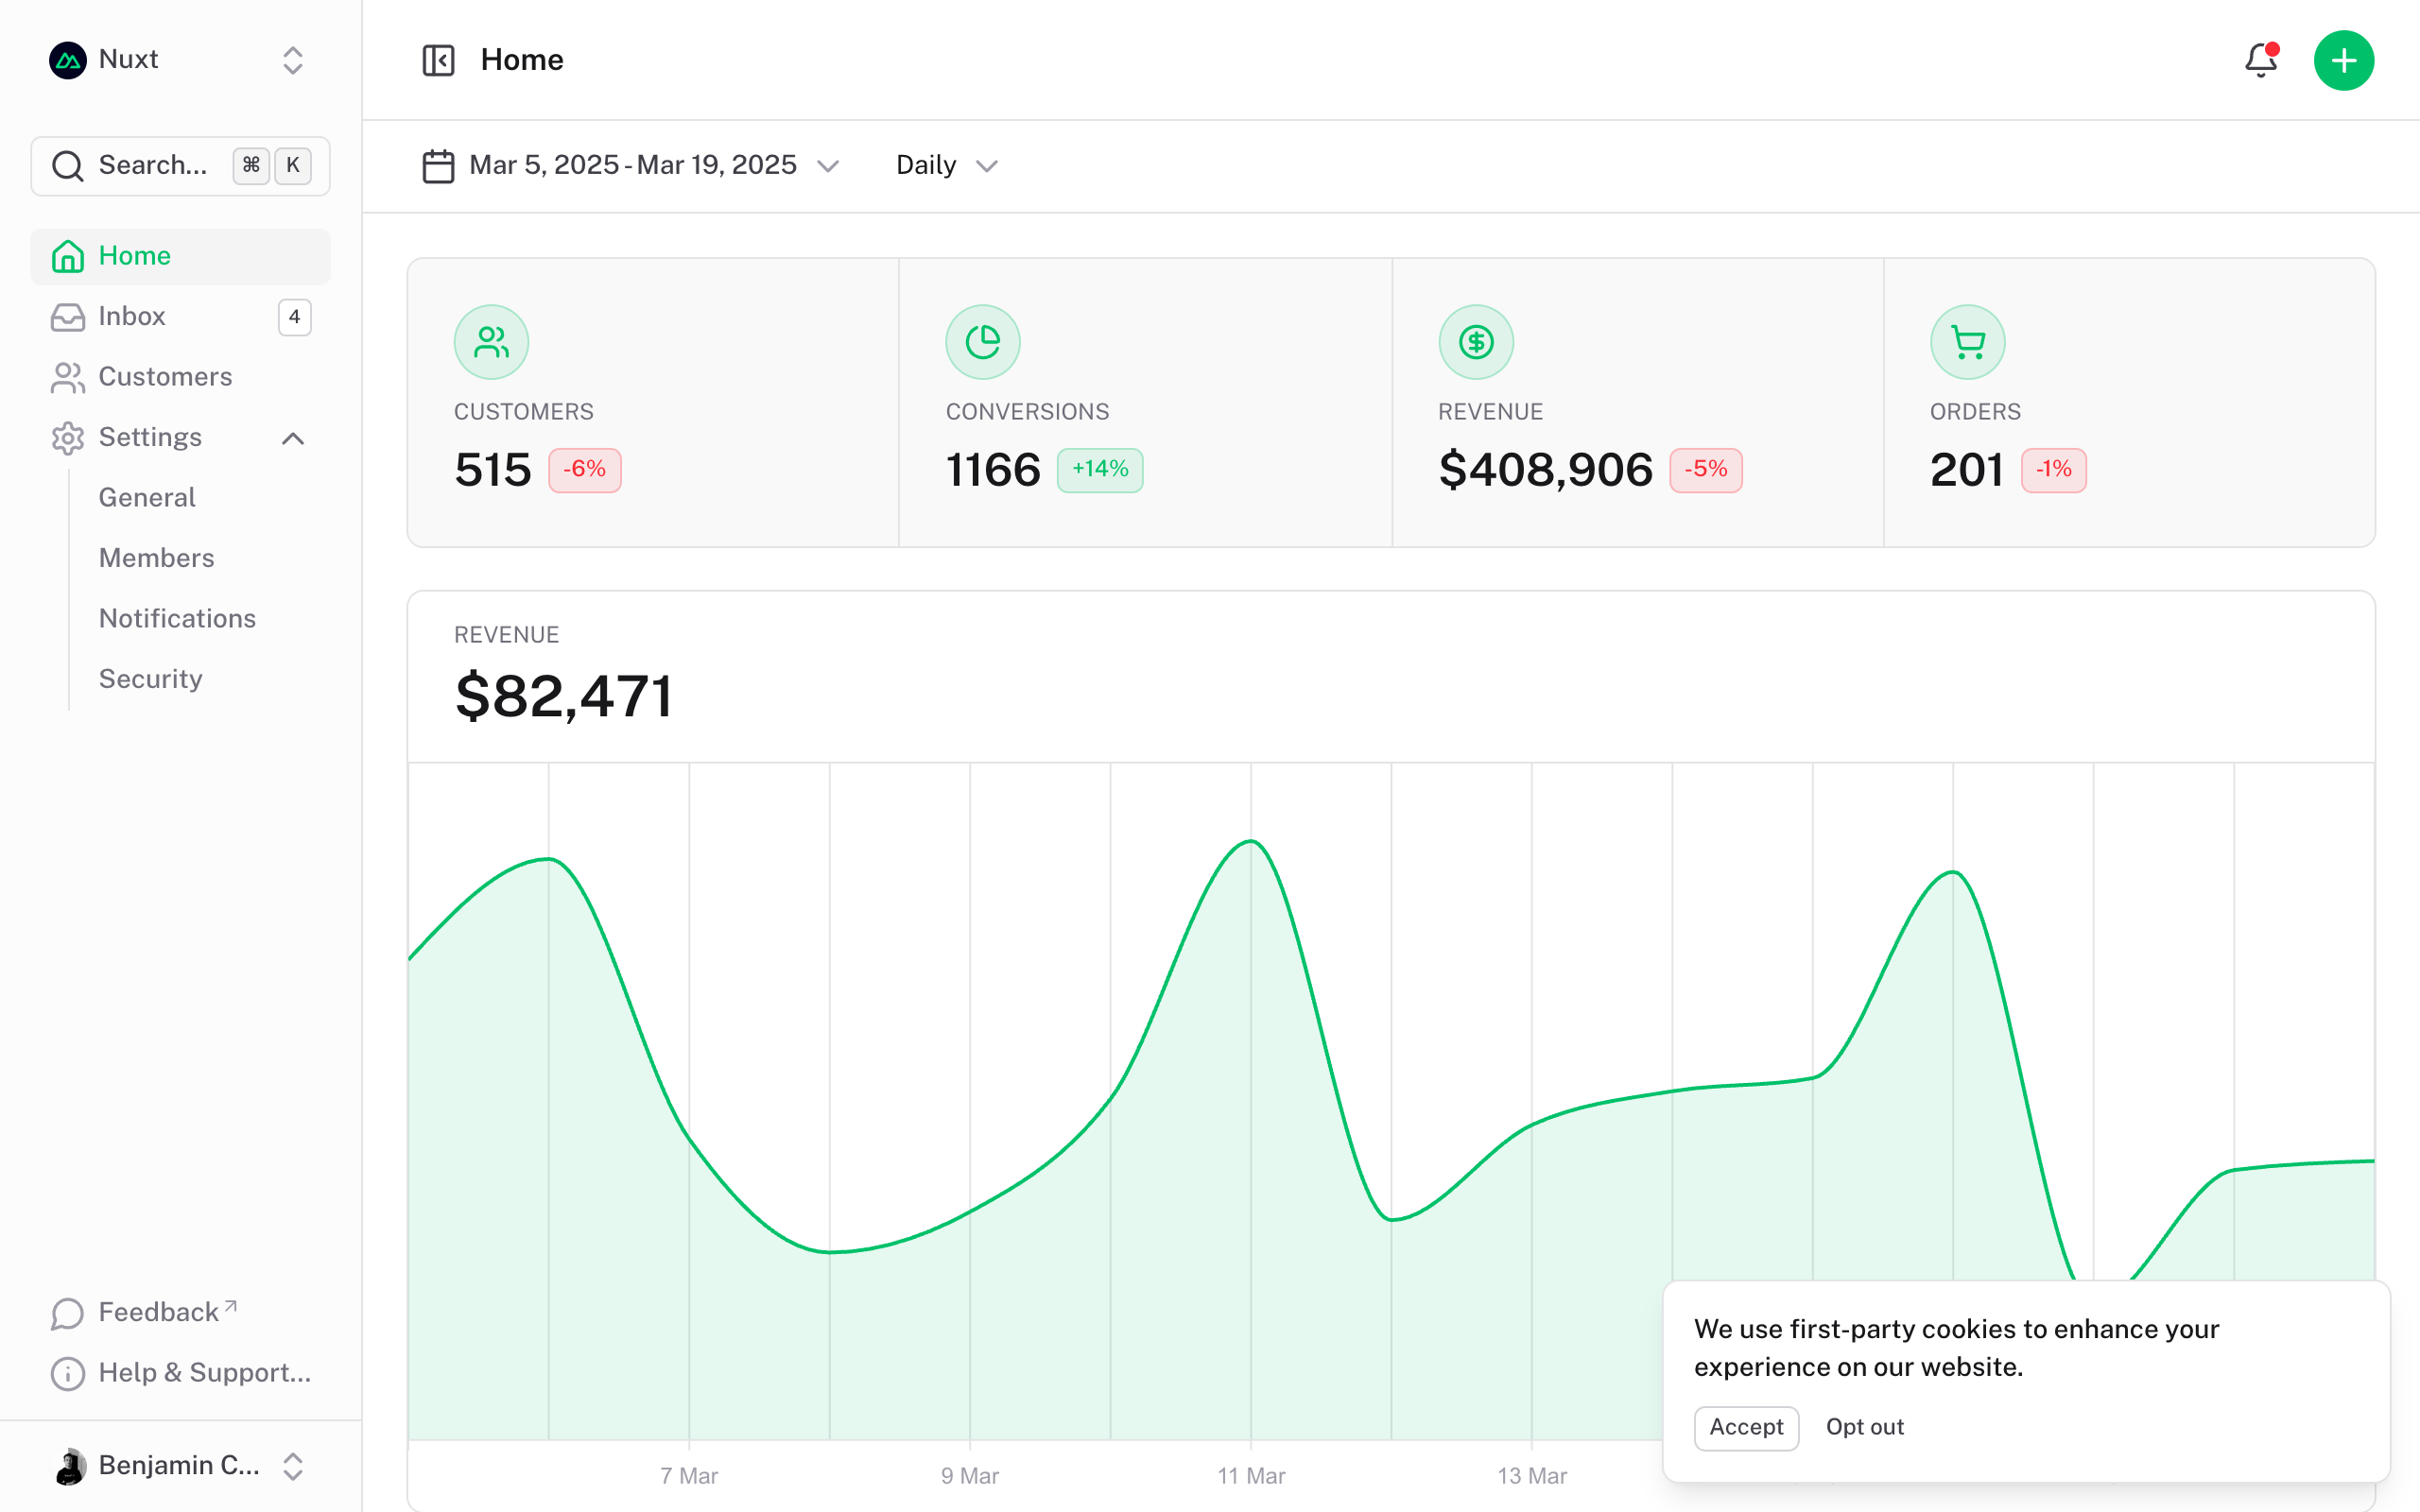 Nuxt
Search... ⌘ K
Home
Inbox 4
Customers
Settings
General
Members
Notifications
Security
Feedback
Help & Support...
Benjamin C...
Home
Mar 5, 2025 - Mar 19, 2025 Daily
CUSTOMERS
515 -6%
CONVERSIONS
1166 +14%
REVENUE
$408,906 -5%
ORDERS
201 -1%
REVENUE
$82,471
7 Mar 9 Mar 11 Mar 13 Mar
We use first-party cookies to enhance your
experience on our website.
Accept Opt out